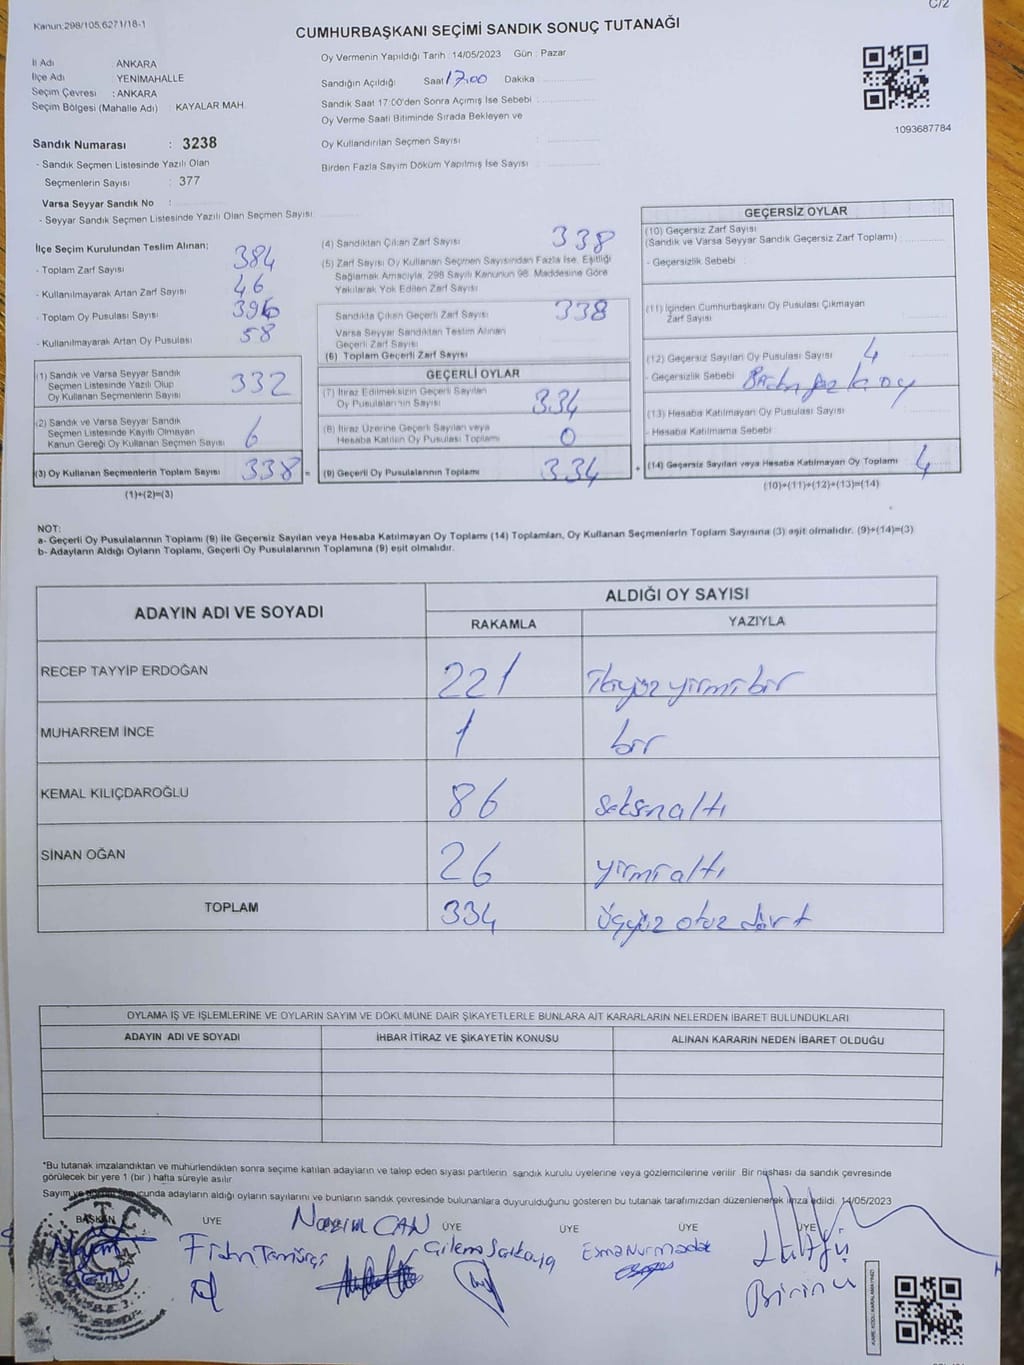 C/2
Kanun:298/105,6271/18-1
CUMHURBAŞKANI SEÇİMİ SANDIK SONUÇ TUTANAĞI
İl Adı ANKARA
İlçe Adı YENİMAHALLE
Seçim Çevresi : ANKARA
Seçim Bölgesi (Mahalle Adı) : KAYALAR MAH.
Oy Vermenin Yapıldığı Tarih : 14/05/2023 Gün : Pazar
Sandığın Açıldığı Saat 17:00 Dakika :
Sandık Saat 17:00'den Sonra Açımış İse Sebebi :
Oy Verme Saati Bitiminde Sırada Bekleyen ve
Oy Kullandırılan Seçmen Sayısı :
Birden Fazla Sayım Döküm Yapılmış İse Sayısı :
1093687784
Sandık Numarası : 3238
- Sandık Seçmen Listesinde Yazılı Olan
Seçmenlerin Sayısı : 377
Varsa Seyyar Sandık No :
- Seyyar Sandık Seçmen Listesinde Yazılı Olan Seçmen Sayısı:
İlçe Seçim Kurulundan Teslim Alınan;
- Toplam Zarf Sayısı 384
- Kullanılmayarak Artan Zarf Sayısı 46
- Toplam Oy Pusulası Sayısı 396
- Kullanılmayarak Artan Oy Pusulası 58
(1) Sandık ve Varsa Seyyar Sandık
Seçmen Listesinde Yazılı Olup
Oy Kullanan Seçmenlerin Sayısı 332
(2) Sandık ve Varsa Seyyar Sandık
Seçmen Listesinde Kayıtlı Olmayan
Kanun Gereği Oy Kullanan Seçmen Sayısı 6
(3) Oy Kullanan Seçmenlerin Toplam Sayısı 338 =
(1)+(2)=(3)
(4) Sandıktan Çıkan Zarf Sayısı 338
(5) Zarf Sayısı Oy Kullanan Seçmen Sayısından Fazla İse, Eşitliği
Sağlamak Amacıyla, 298 Sayılı Kanunun 98. Maddesine Göre
Yakılarak Yok Edilen Zarf Sayısı
Sandıkta Çıkan Geçerli Zarf Sayısı 338
Varsa Seyyar Sandıktan Teslim Alınan
Geçerli Zarf Sayısı
(6) Toplam Geçerli Zarf Sayısı
GEÇERLİ OYLAR
(7) İtiraz Edilmeksizin Geçerli Sayılan
Oy Pusulalarının Sayısı 334
(8) İtiraz Üzerine Geçerli Sayılan veya
Hesaba Katılan Oy Pusulası Toplamı 0
(9) Geçerli Oy Pusulalarının Toplamı 334 +
GEÇERSİZ OYLAR
(10) Geçersiz Zarf Sayısı
(Sandık ve Varsa Seyyar Sandık Geçersiz Zarf Toplamı) :
- Geçersizlik Sebebi :
(11) İçinden Cumhurbaşkanı Oy Pusulası Çıkmayan
Zarf Sayısı
(12) Geçersiz Sayılan Oy Pusulası Sayısı 4
- Geçersizlik Sebebi :
(13) Hesaba Katılmayan Oy Pusulası Sayısı
- Hesaba Katılmama Sebebi :
(14) Geçersiz Sayılan veya Hesaba Katılmayan Oy Toplamı 4
(10)+(11)+(12)+(13)=(14)
NOT:
a- Geçerli Oy Pusulalarının Toplamı (9) ile Geçersiz Sayılan veya Hesaba Katılmayan Oy Toplamı (14) Toplamları, Oy Kullanan Seçmenlerin Toplam Sayısına (3) eşit olmalıdır. (9)+(14)=(3)
b- Adayların Aldığı Oyların Toplamı, Geçerli Oy Pusulalarının Toplamına (9) eşit olmalıdır.
ADAYIN ADI VE SOYADI ALDIĞI OY SAYISI
RAKAMLA YAZIYLA
RECEP TAYYİP ERDOĞAN 221 İkiyüz yirmi bir
MUHARREM İNCE 1 bir
KEMAL KILIÇDAROĞLU 86 seksenaltı
SİNAN OĞAN 26 yirmi altı
TOPLAM 334 üçyüz otuz dört
OYLAMA İŞ VE İŞLEMLERİNE VE OYLARIN SAYIM VE DÖKÜMÜNE DAİR ŞİKAYETLERLE BUNLARA AİT KARARLARIN NELERDEN İBARET BULUNDUKLARI
ADAYIN ADI VE SOYADI İHBAR İTİRAZ VE ŞİKAYETİN KONUSU ALINAN KARARIN NEDEN İBARET OLDUĞU
*Bu tutanak imzalandıktan ve mühürlendikten sonra seçime katılan adayların ve talep eden siyasi partilerin sandık kurulu üyelerine veya gözlemcilerine verilir. Bir nüshası da sandık çevresinde
görülecek bir yere 1 (bir) hafta süreyle asılır.
Sayım ve döküm sonucunda adayların aldığı oyların sayılarını ve bunların sandık çevresinde bulunanlara duyurulduğunu gösteren bu tutanak tarafımızdan düzenlenerek imza edildi. 14/05/2023
BAŞKAN ÜYE ÜYE ÜYE ÜYE ÜYE
Nazım CAN
Esma Nur
Lütfü
Birinci